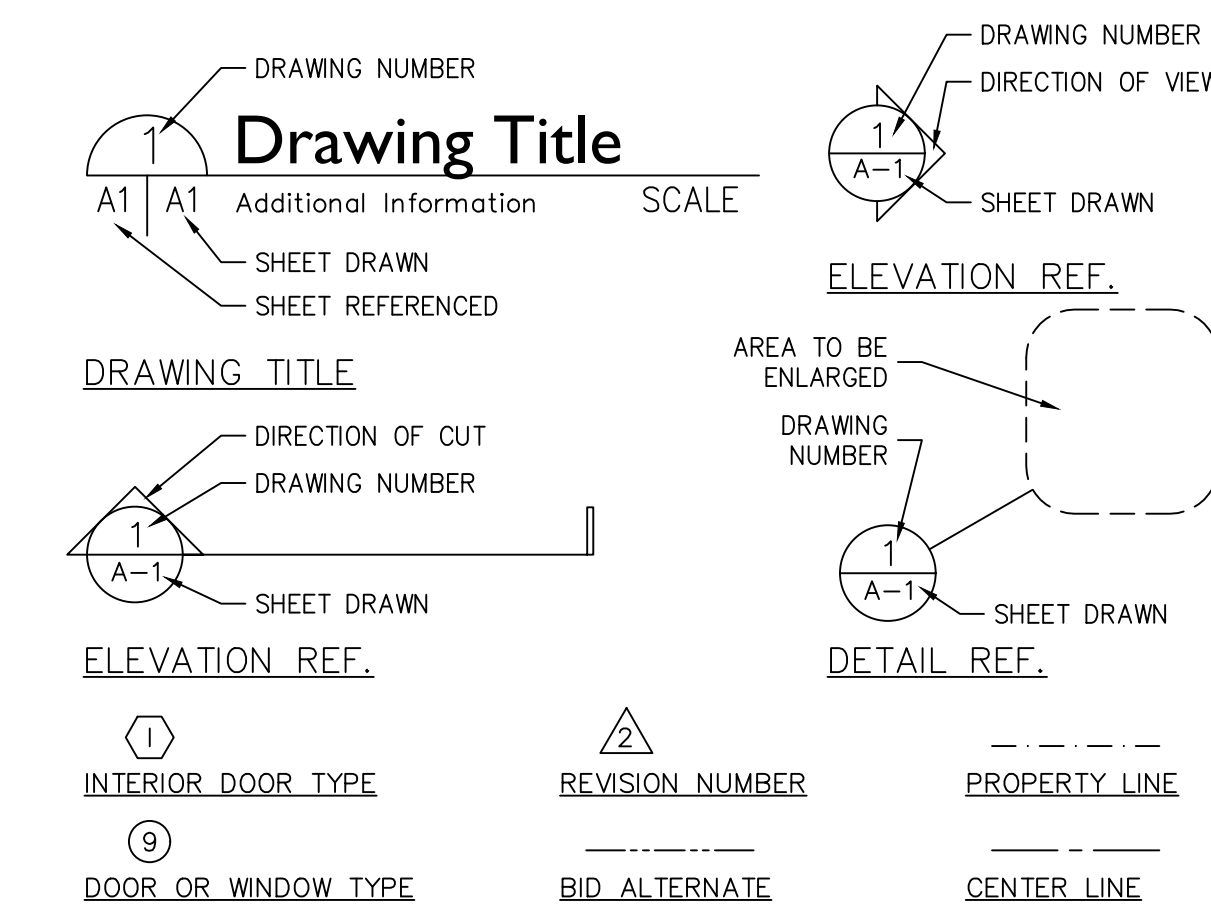 DRAWING NUMBER
1
Drawing Title
A1
A1
Additional Information
SCALE
SHEET DRAWN
SHEET REFERENCED
DRAWING TITLE
DRAWING NUMBER
DIRECTION OF VIEW
1
A-1
SHEET DRAWN
ELEVATION REF.
DIRECTION OF CUT
DRAWING NUMBER
1
A-1
SHEET DRAWN
ELEVATION REF.
AREA TO BE
ENLARGED
DRAWING
NUMBER
1
A-1
SHEET DRAWN
DETAIL REF.
1
INTERIOR DOOR TYPE
2
REVISION NUMBER
PROPERTY LINE
9
DOOR OR WINDOW TYPE
BID ALTERNATE
CENTER LINE